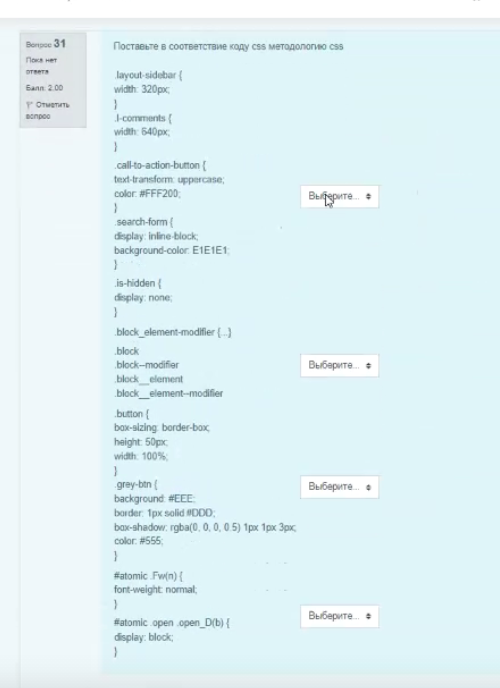 Вопрос 31
Пока нет
ответа
Балл: 2.00
Отметить
вопрос
Поставьте в соответствие коду css методологию css
.layout-sidebar {
width: 320px;
}
.l-comments {
width: 640px;
}
.call-to-action-button {
text-transform: uppercase;
color: #FFF200;
}
.search-form {
display: inline-block;
background-color: E1E1E1;
}
.is-hidden {
display: none;
}
.block_element-modifier {...}
Выберите...
.block
.block--modifier
.block__element
.block__element--modifier
Выберите...
.button {
box-sizing: border-box;
height: 50px;
width: 100%;
}
.grey-btn {
background: #EEE;
border: 1px solid #DDD;
box-shadow: rgba(0, 0, 0, 0.5) 1px 1px 3px;
color: #555;
}
Выберите...
#atomic .Fw(n) {
font-weight: normal;
}
#atomic .open .open_D(b) {
display: block;
}
Выберите...